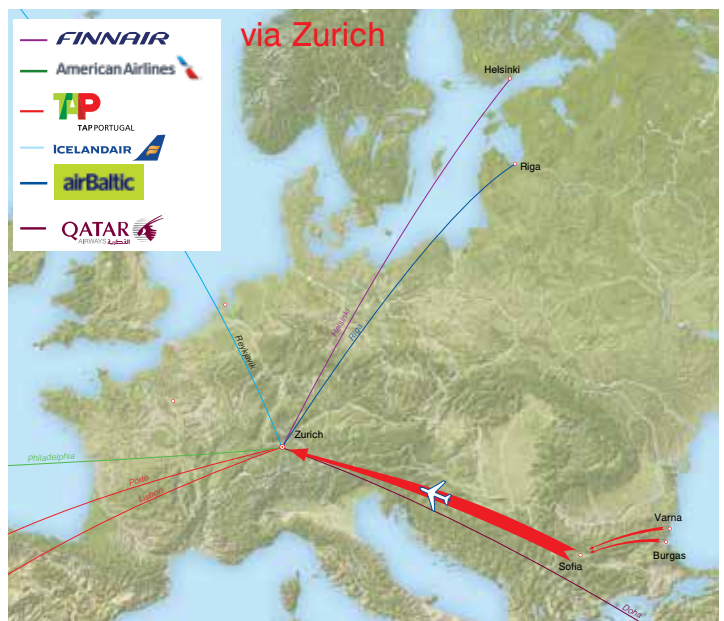 via Zurich
FINNAIR
American Airlines
TAP
TAP PORTUGAL
ICELANDAIR
airBaltic
QATAR
AIRWAYS القطرية
Helsinki
Riga
Helsinki
Riga
Reykjavik
Zurich
Philadelphia
Porto
Lisbon
Varna
Burgas
Sofia
Doha